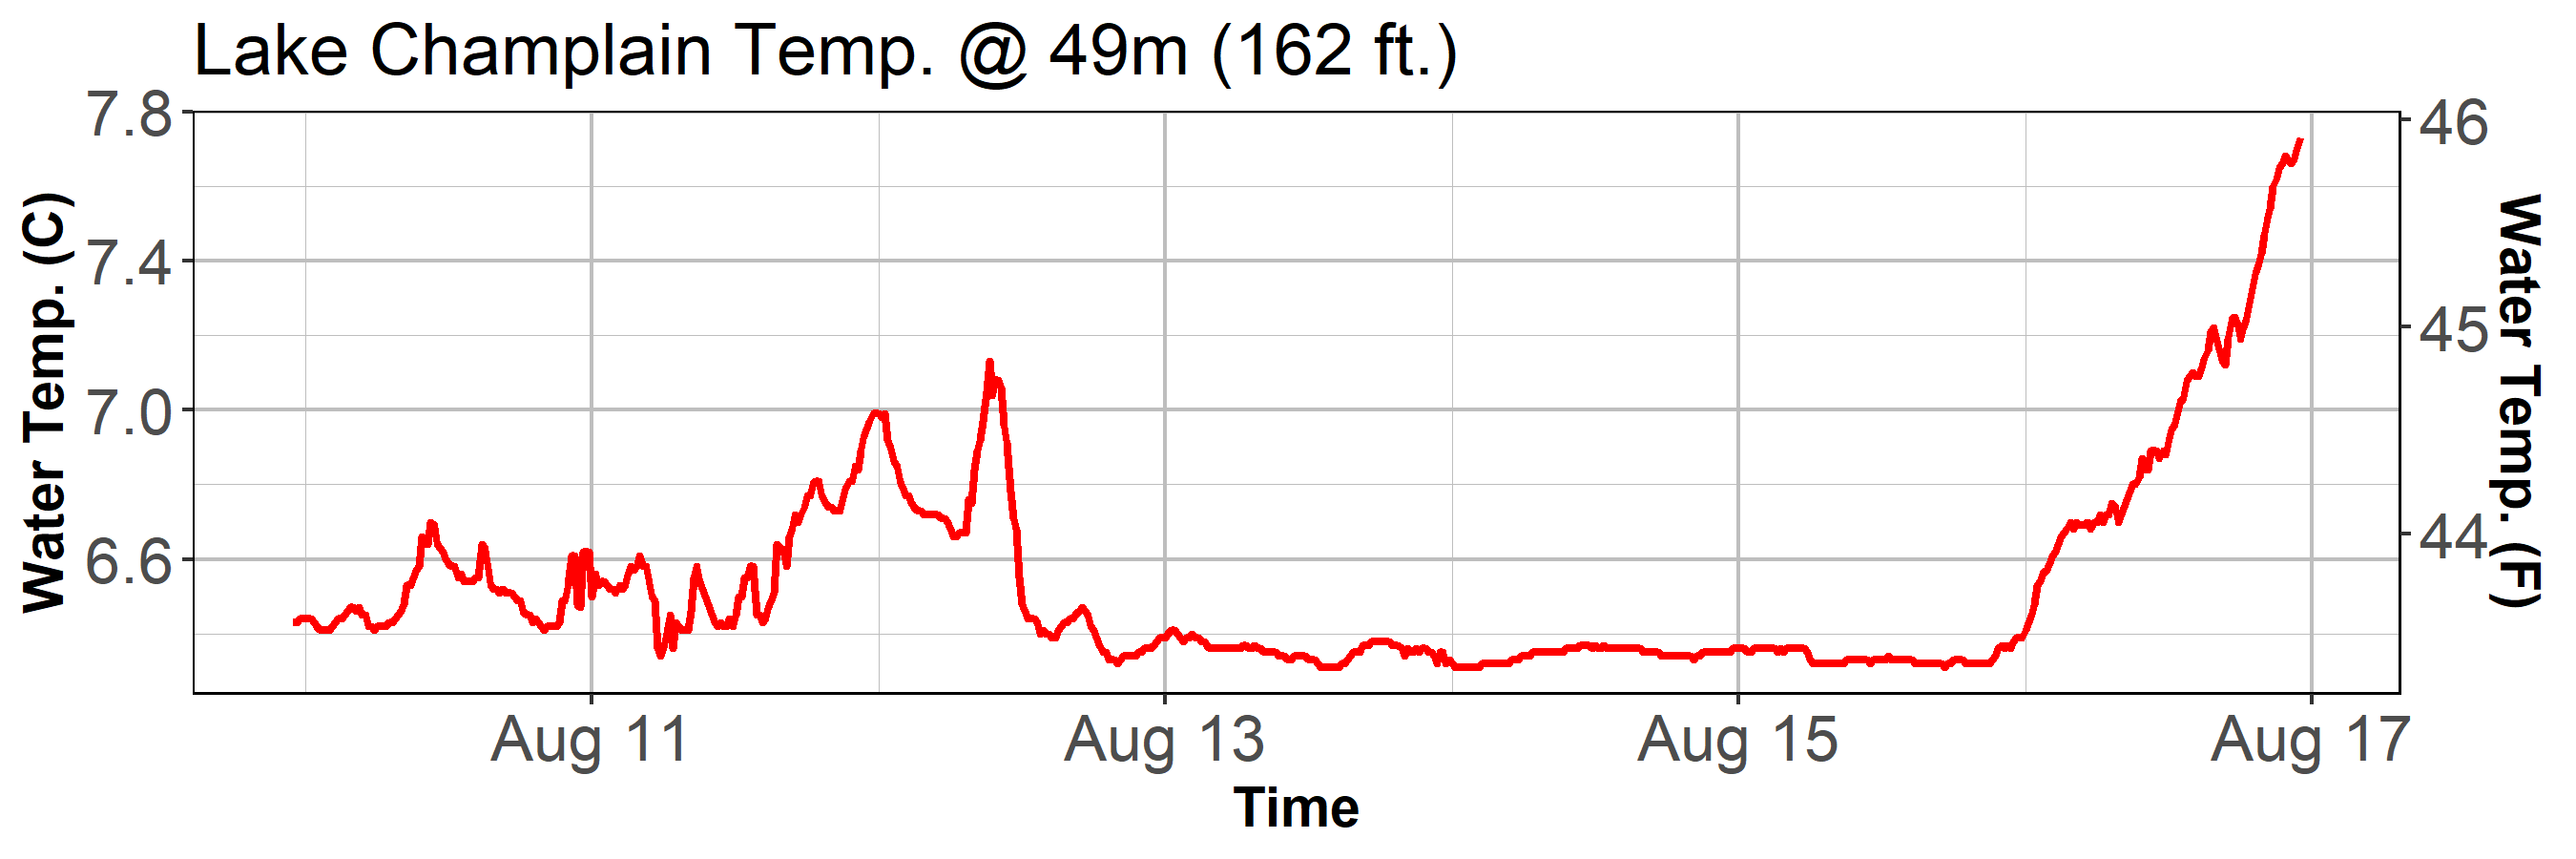 Lake Champlain Temp. @ 49m (162 ft.)
Water Temp. (C)
7.8
7.4
7.0
6.6
46
45
44
Water Temp. (F)
Aug 11
Aug 13
Aug 15
Aug 17
Time